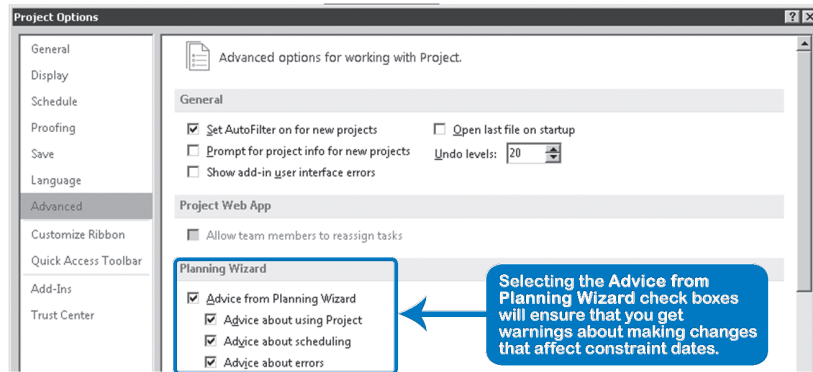 Project Options
General
Display
Schedule
Proofing
Save
Language
Advanced
Customize Ribbon
Quick Access Toolbar
Add-Ins
Trust Center
Advanced options for working with Project.
General
Set AutoFilter on for new projects
Open last file on startup
Prompt for project info for new projects
Undo levels: 20
Show add-in user interface errors
Project Web App
Allow team members to reassign tasks
Planning Wizard
Advice from Planning Wizard
Advice about using Project
Advice about scheduling
Advice about errors
Selecting the Advice from
Planning Wizard check boxes
will ensure that you get
warnings about making changes
that affect constraint dates.